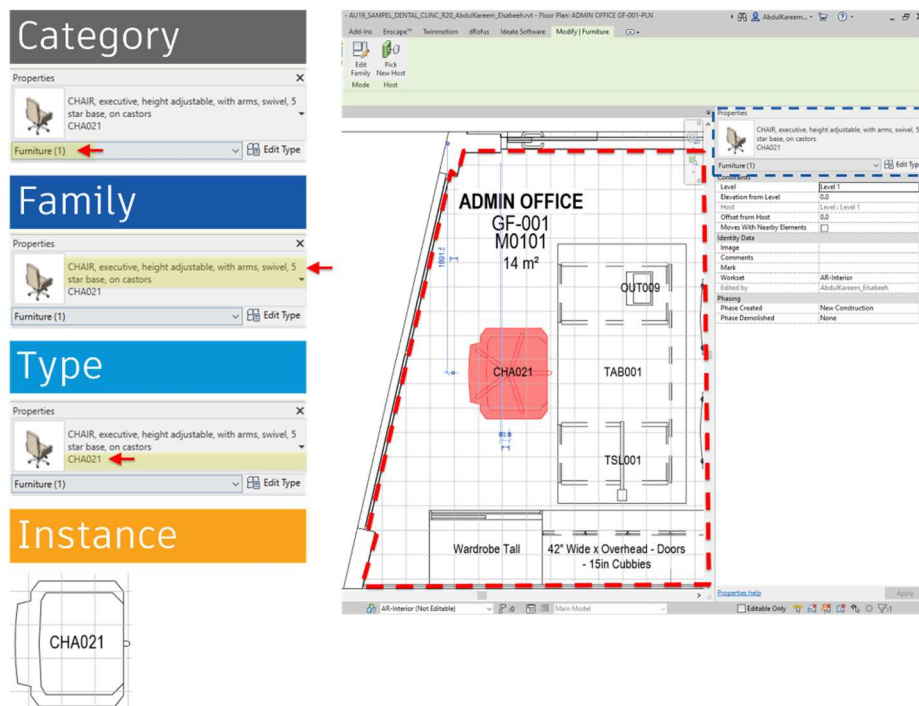 Category
Properties
CHAIR, executive, height adjustable, with arms, swivel, 5
star base, on castors
CHA021
Furniture (1)
Edit Type
Family
Properties
CHAIR, executive, height adjustable, with arms, swivel, 5
star base, on castors
CHA021
Furniture (1)
Edit Type
Type
Properties
CHAIR, executive, height adjustable, with arms, swivel, 5
star base, on castors
CHA021
Furniture (1)
Edit Type
Instance
CHA021
- AU19_SAMPEL_DENTAL_CLINC_R20_AbdulKareem_Elsabeeh.rvt - Floor Plan: ADMIN OFFICE GF-001-PLN
AbdulKareem...
Add-Ins Enscape™ Twinmotion dRofus Ideate Software Modify | Furniture
Edit
Family
Pick
New Host
Mode Host
ADMIN OFFICE
GF-001
M0101
14 m²
OUT009
CHA021
TAB001
TSL001
Wardrobe Tall
42" Wide x Overhead - Doors
- 15in Cubbies
Properties
CHAIR, executive, height adjustable, with arms, swivel, 5
star base, on castors
CHA021
Furniture (1)
Edit Type
Constraints
Level Level 1
Elevation from Level 0.0
Host Level : Level 1
Offset from Host 0.0
Moves With Nearby Elements
Identity Data
Image
Comments
Mark
Workset AR-Interior
Edited by AbdulKareem_Elsabeeh
Phasing
Phase Created New Construction
Phase Demolished None
Properties help
Apply
AR-Interior (Not Editable)
:0
Main Model
Editable Only
:1